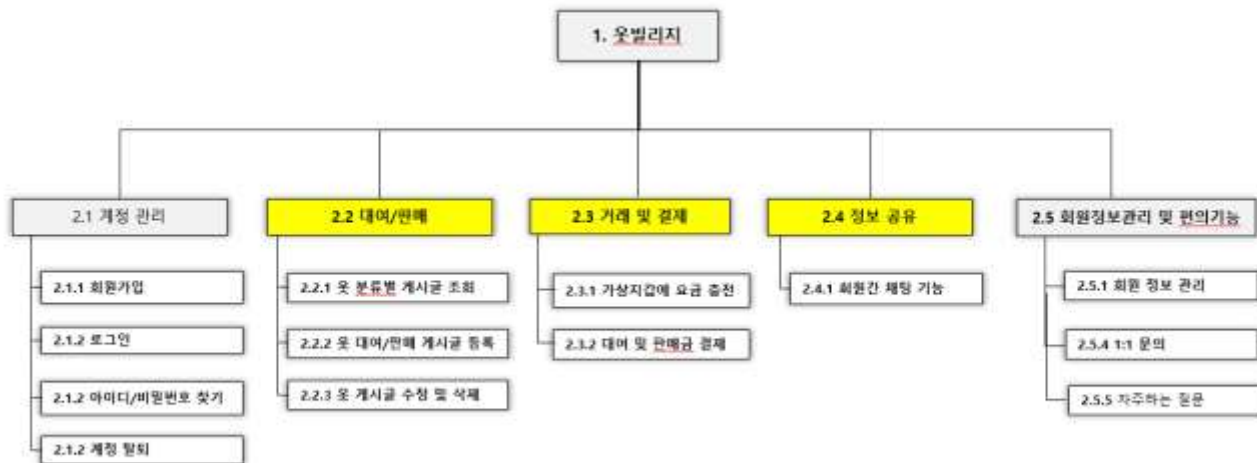 1. 옷빌리지
2.1 계정 관리
2.2 대여/판매
2.3 거래 및 결제
2.4 정보 공유
2.5 회원정보관리 및 편의기능
2.1.1 회원가입
2.1.2 로그인
2.1.2 아이디/비밀번호 찾기
2.1.2 계정 탈퇴
2.2.1 옷 분류별 게시글 조회
2.2.2 옷 대여/판매 게시글 등록
2.2.3 옷 게시글 수정 및 삭제
2.3.1 가상지갑에 요금 충전
2.3.2 대여 및 판매금 결제
2.4.1 회원간 채팅 기능
2.5.1 회원 정보 관리
2.5.4 1:1 문의
2.5.5 자주하는 질문